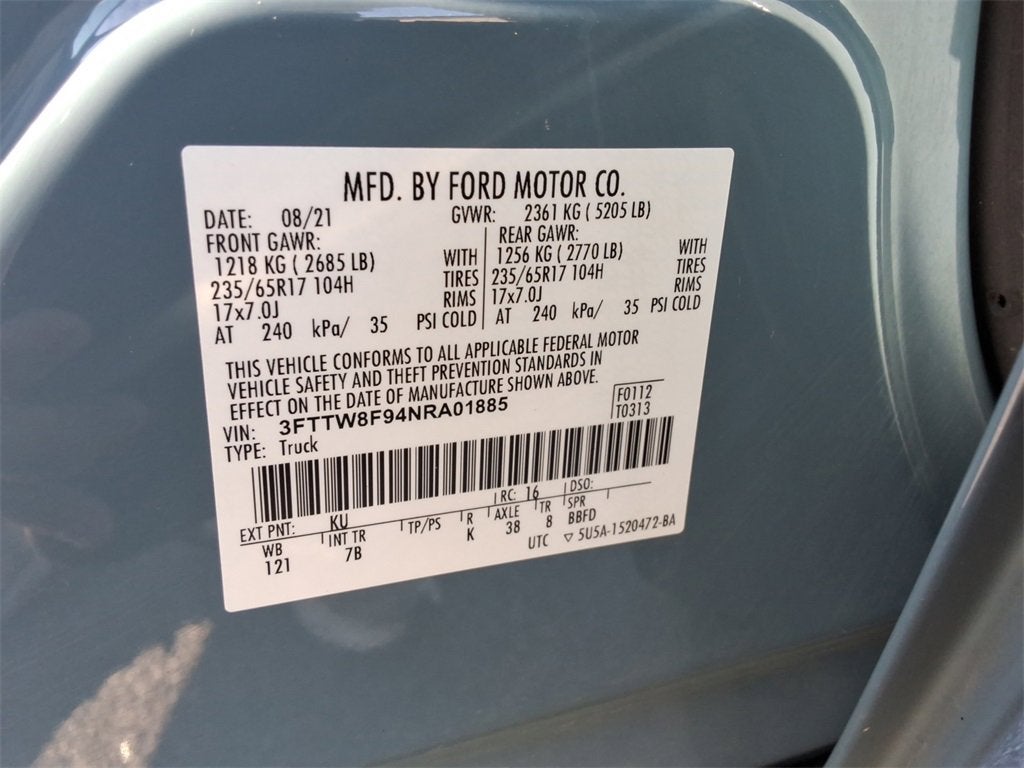 MFD. BY FORD MOTOR CO.
DATE: 08/21 GVWR: 2361 KG ( 5205 LB)
FRONT GAWR: REAR GAWR:
1218 KG ( 2685 LB) WITH 1256 KG ( 2770 LB) WITH
235/65R17 104H TIRES 235/65R17 104H TIRES
17x7.0J RIMS 17x7.0J RIMS
AT 240 kPa/ 35 PSI COLD AT 240 kPa/ 35 PSI COLD
THIS VEHICLE CONFORMS TO ALL APPLICABLE FEDERAL MOTOR
VEHICLE SAFETY AND THEFT PREVENTION STANDARDS IN
EFFECT ON THE DATE OF MANUFACTURE SHOWN ABOVE.
F0112
VIN: 3FTTW8F94NRA01885 T0313
TYPE: Truck
EXT PNT: KU RC: 16 DSO:
WB INT TR TP/PS R AXLE TR SPR
121 7B K 38 8 BBFD
UTC ▽ 5U5A-1520472-BA